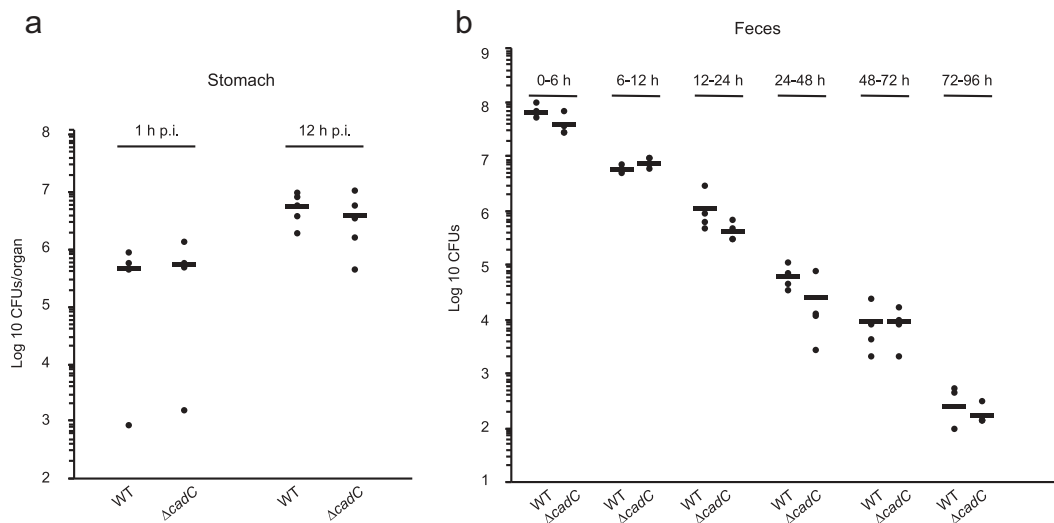 a
Stomach
1 h p.i.
12 h p.i.
Log 10 CFUs/organ
8
7
6
5
4
3
2
WT
ΔcadC
WT
ΔcadC
b
Feces
0-6 h
6-12 h
12-24 h
24-48 h
48-72 h
72-96 h
Log 10 CFUs
9
8
7
6
5
4
3
2
1
WT
ΔcadC
WT
ΔcadC
WT
ΔcadC
WT
ΔcadC
WT
ΔcadC
WT
ΔcadC